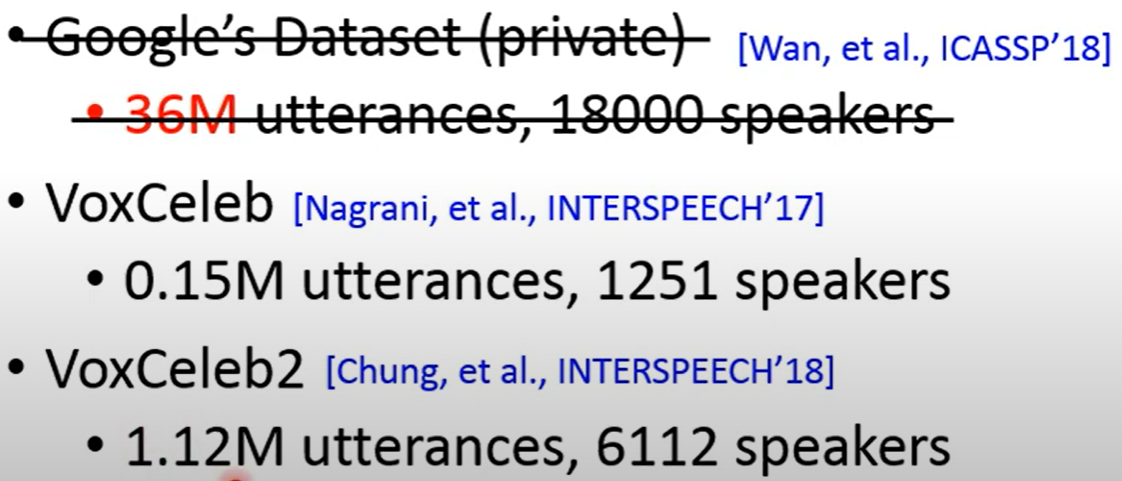 • Google's Dataset (private) [Wan, et al., ICASSP'18]
• 36M utterances, 18000 speakers
• VoxCeleb [Nagrani, et al., INTERSPEECH'17]
• 0.15M utterances, 1251 speakers
• VoxCeleb2 [Chung, et al., INTERSPEECH'18]
• 1.12M utterances, 6112 speakers